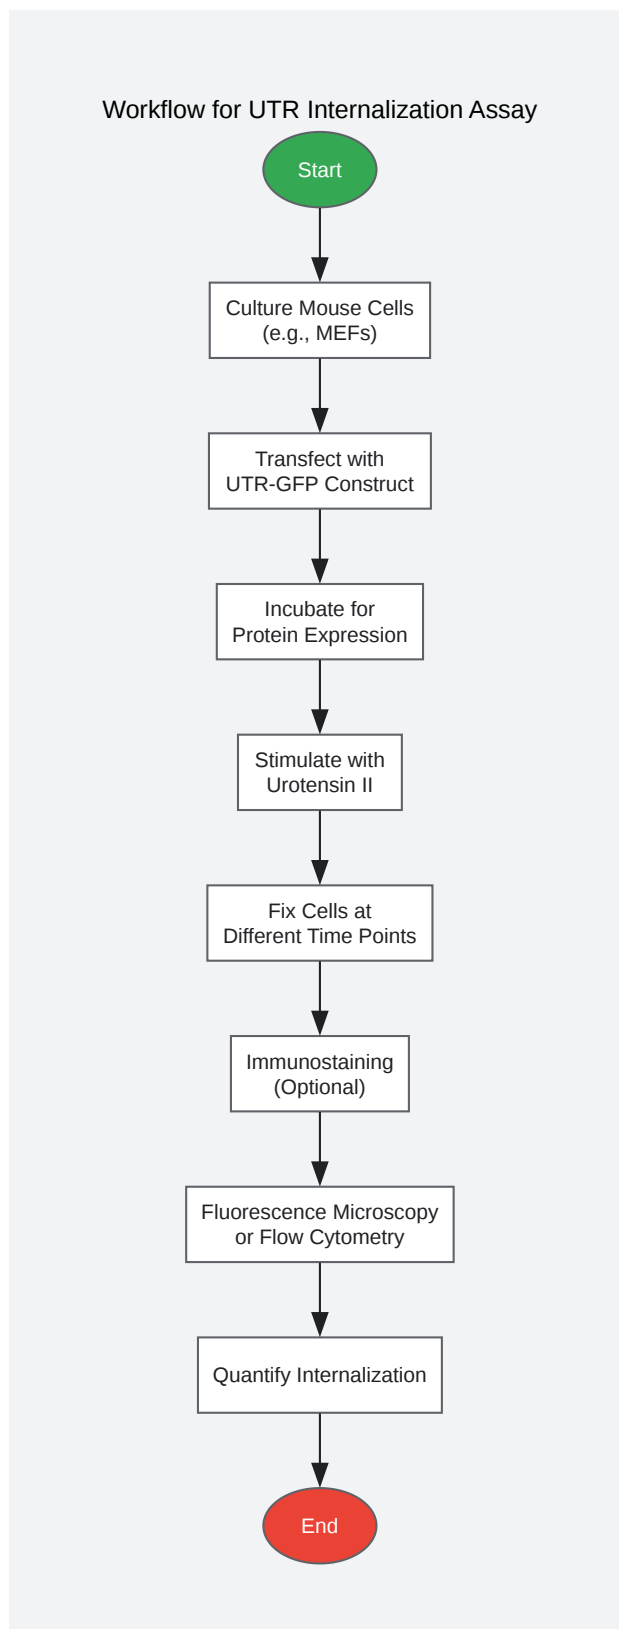 Workflow for UTR Internalization Assay
Start
Culture Mouse Cells
(e.g., MEFs)
Transfect with
UTR-GFP Construct
Incubate for
Protein Expression
Stimulate with
Urotensin II
Fix Cells at
Different Time Points
Immunostaining
(Optional)
Fluorescence Microscopy
or Flow Cytometry
Quantify Internalization
End